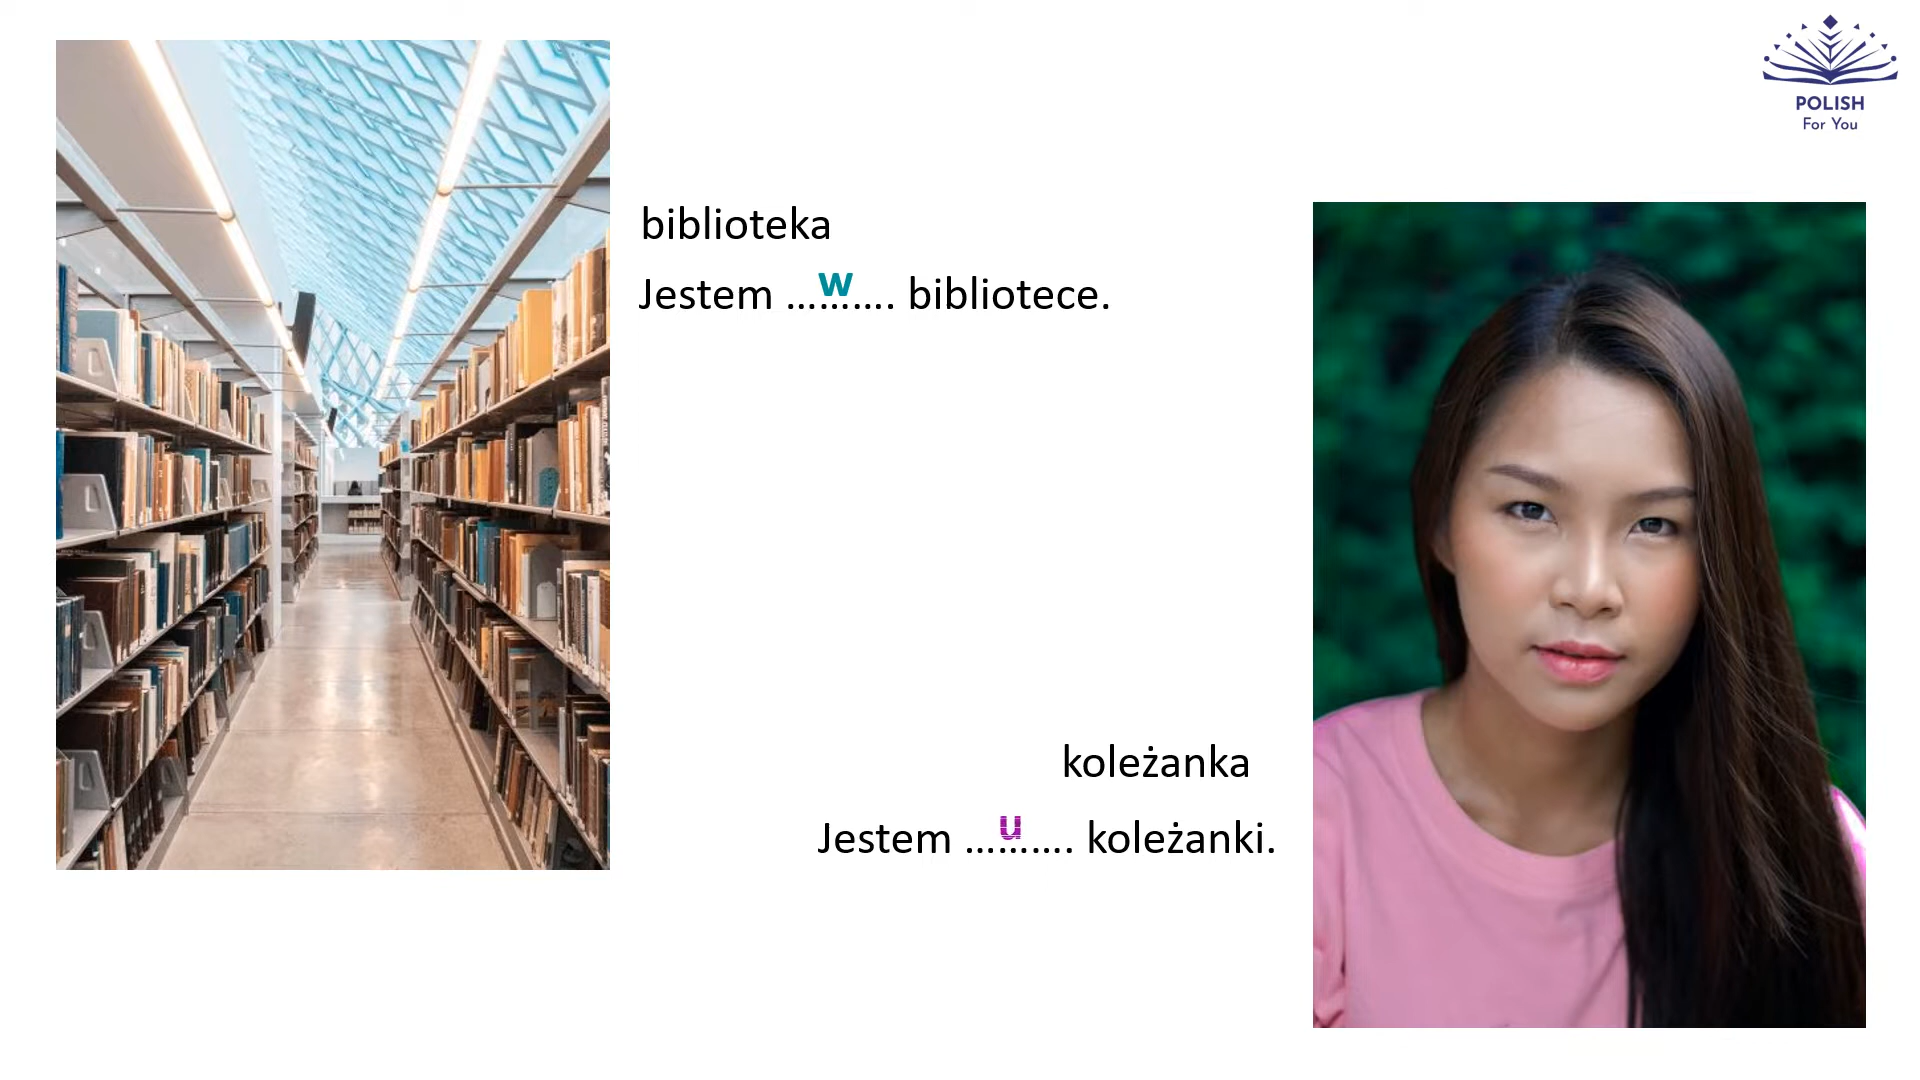 POLISH
For You
biblioteka
Jestem ....w..... bibliotece.
koleżanka
Jestem ....u..... koleżanki.